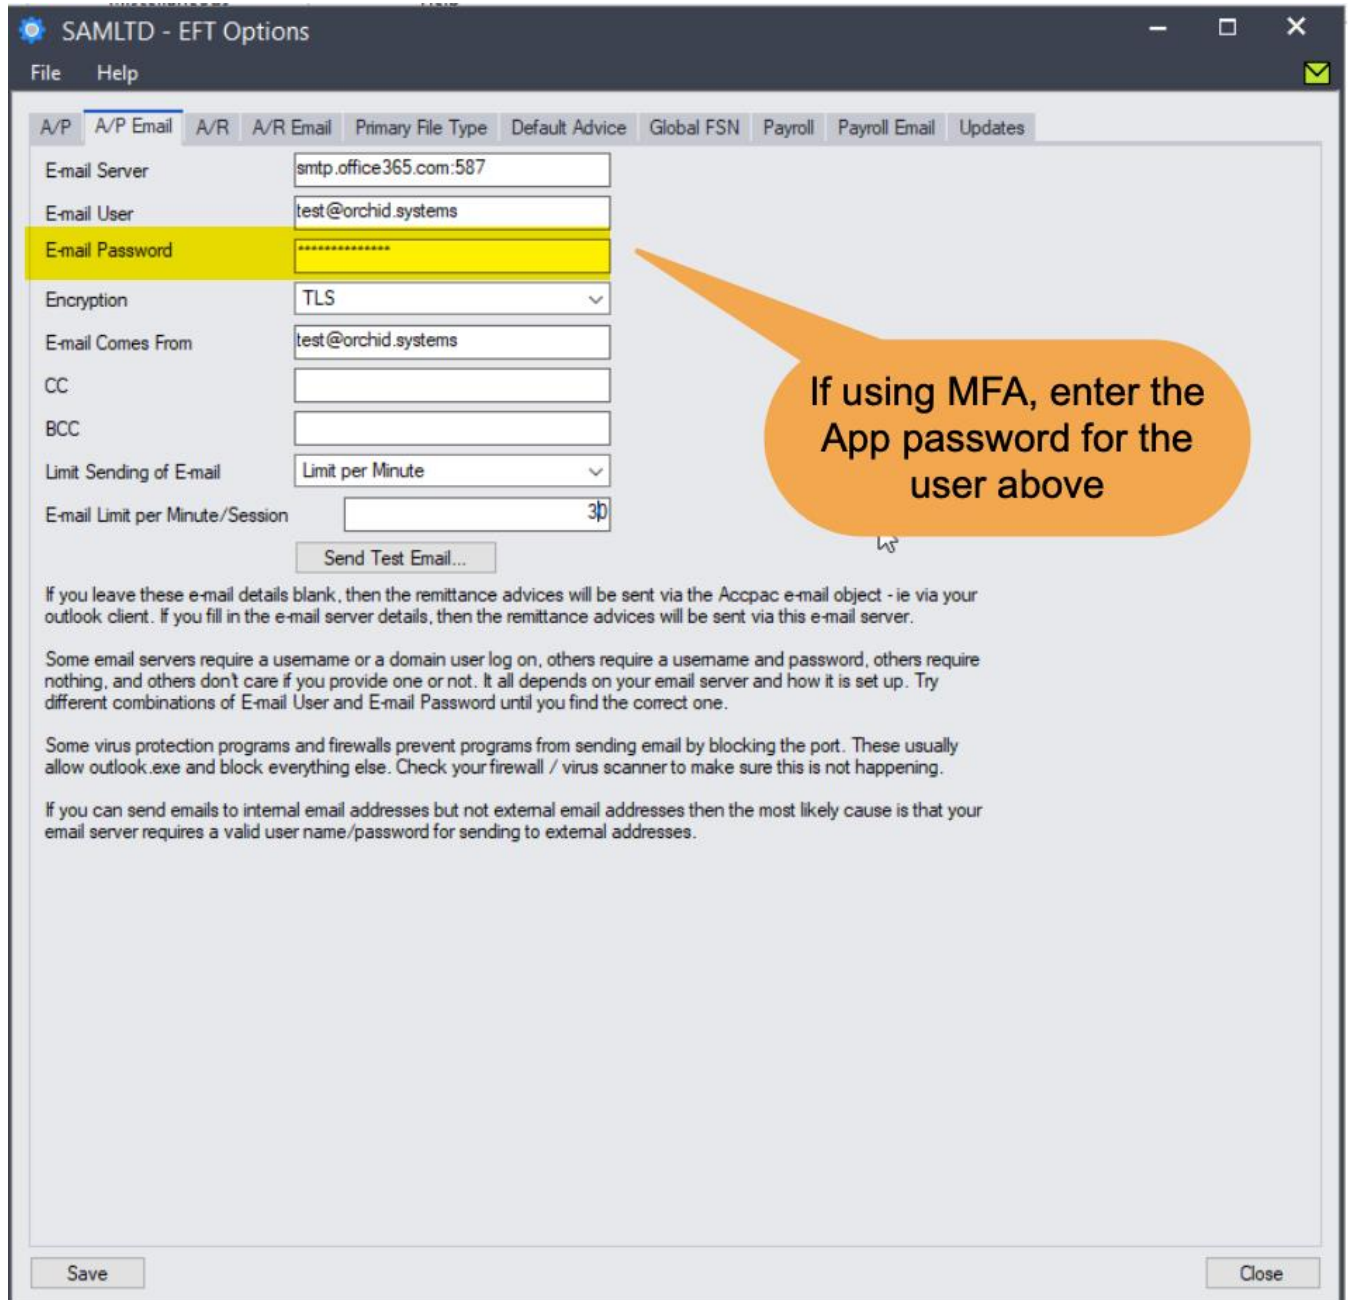 SAMLTD - EFT Options
File Help
A/P A/P Email A/R A/R Email Primary File Type Default Advice Global FSN Payroll Payroll Email Updates
E-mail Server smtp.office365.com:587
E-mail User test@orchid.systems
E-mail Password **************
Encryption TLS
E-mail Comes From test@orchid.systems
CC
BCC
Limit Sending of E-mail Limit per Minute
E-mail Limit per Minute/Session 30
Send Test Email...
If using MFA, enter the
App password for the
user above
If you leave these e-mail details blank, then the remittance advices will be sent via the Accpac e-mail object - ie via your
outlook client. If you fill in the e-mail server details, then the remittance advices will be sent via this e-mail server.
Some email servers require a username or a domain user log on, others require a username and password, others require
nothing, and others don't care if you provide one or not. It all depends on your email server and how it is set up. Try
different combinations of E-mail User and E-mail Password until you find the correct one.
Some virus protection programs and firewalls prevent programs from sending email by blocking the port. These usually
allow outlook.exe and block everything else. Check your firewall / virus scanner to make sure this is not happening.
If you can send emails to internal email addresses but not external email addresses then the most likely cause is that your
email server requires a valid user name/password for sending to external addresses.
Save Close